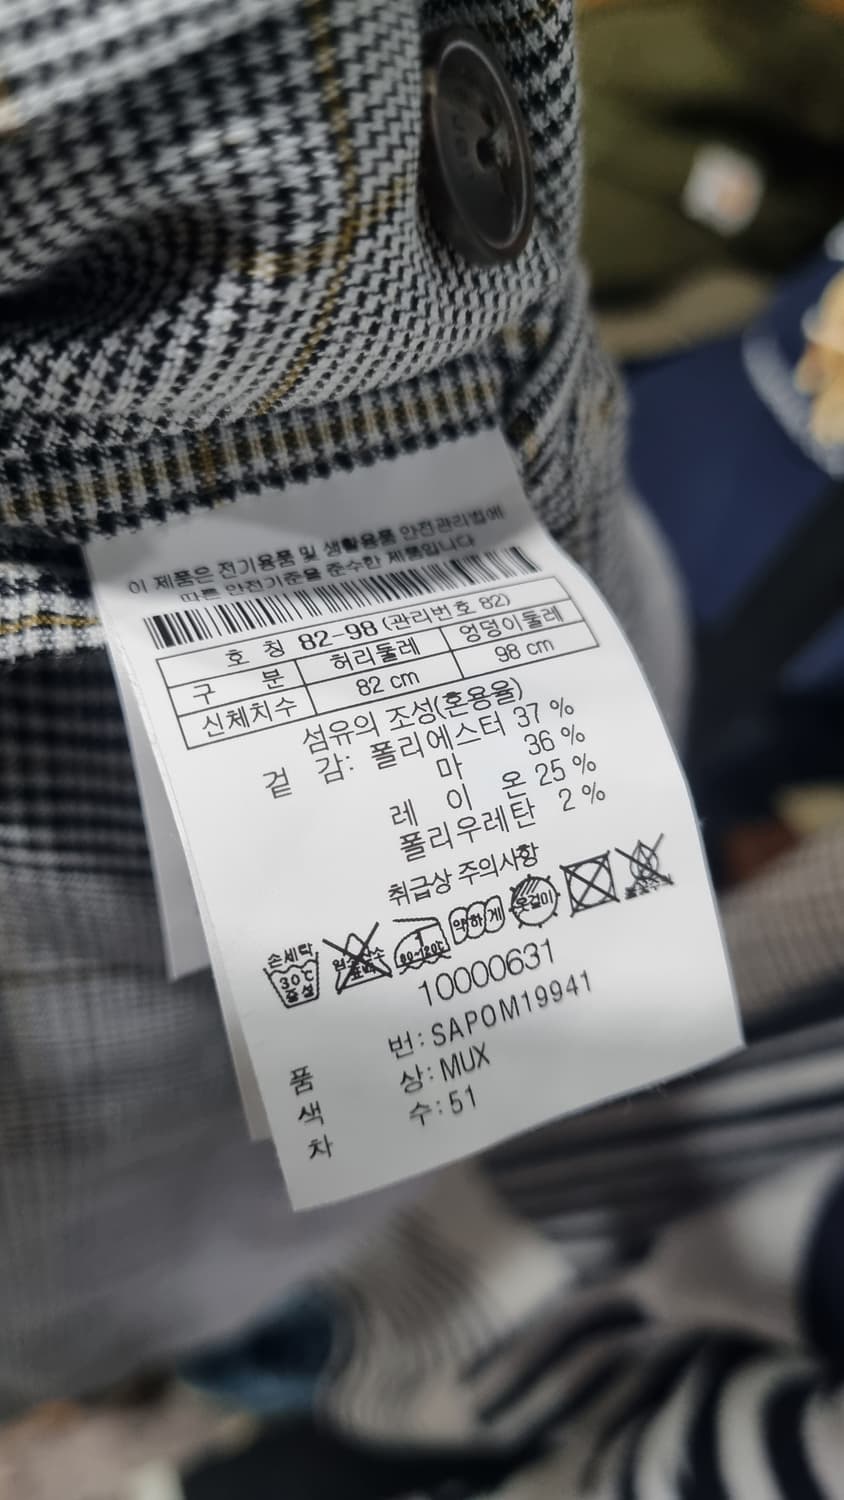 이 제품은 전기용품 및 생활용품 안전관리법에
따른 안전기준을 준수한 제품입니다
호 칭 82-98 (관리번호 82)
구 분 허리둘레 엉덩이둘레
신체치수 82 cm 98 cm
섬유의 조성(혼용율)
겉 감: 폴리에스터 37 %
마 36 %
레 이 온 25 %
폴리우레탄 2 %
취급상 주의사항
손세탁 30℃ 중성
염소산소 표백
80~120℃
약하게
옷걸이
10000631
품 번: SAPOM19941
색 상: MUX
차 수: 51